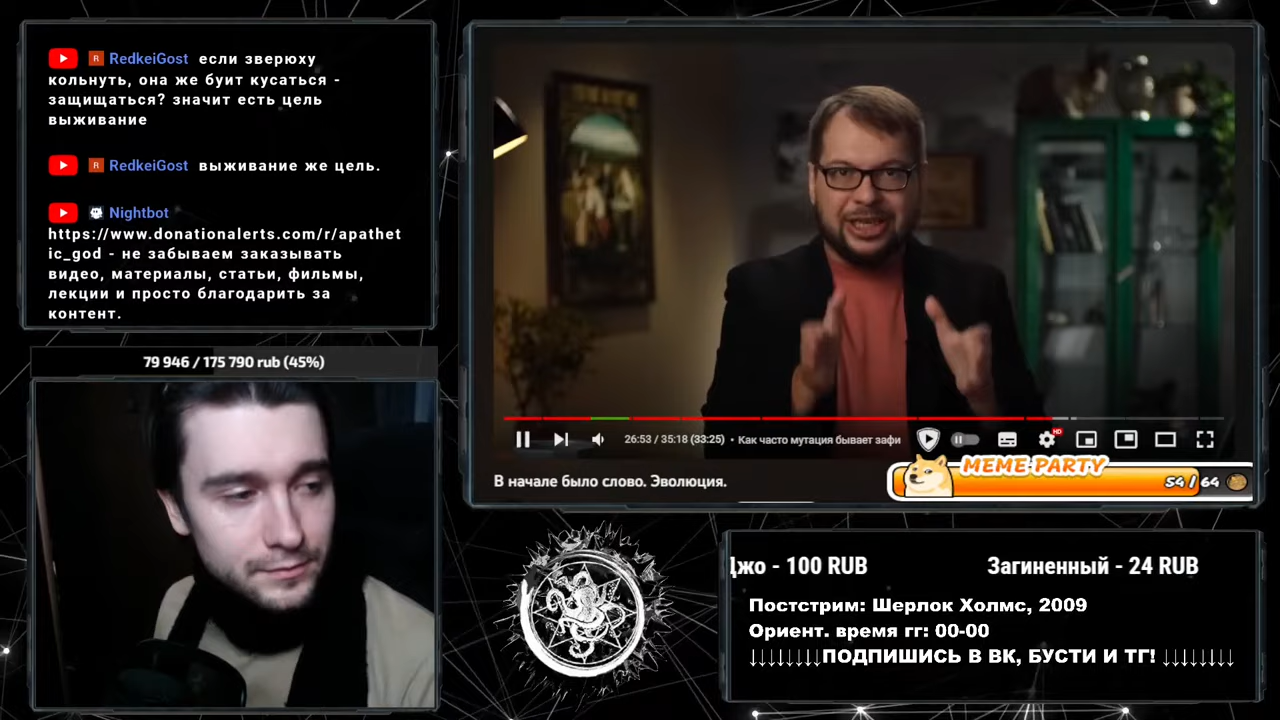 R RedkeiGost если зверюху
кольнуть, она же буит кусаться -
защищаться? значит есть цель
выживание
R RedkeiGost выживание же цель.
Nightbot
https://www.donationalerts.com/r/apathet
ic_god - не забываем заказывать
видео, материалы, статьи, фильмы,
лекции и просто благодарить за
контент.
79 946 / 175 790 rub (45%)
26:53 / 35:18 (33:25) • Как часто мутация бывает зафи
HD
В начале было слово. Эволюция.
MEME PARTY
54 / 64
Джо - 100 RUB
Загиненный - 24 RUB
Постстрим: Шерлок Холмс, 2009
Ориент. время гг: 00-00
↓↓↓↓↓↓↓↓ПОДПИШИСЬ В ВК, БУСТИ И ТГ! ↓↓↓↓↓↓↓↓